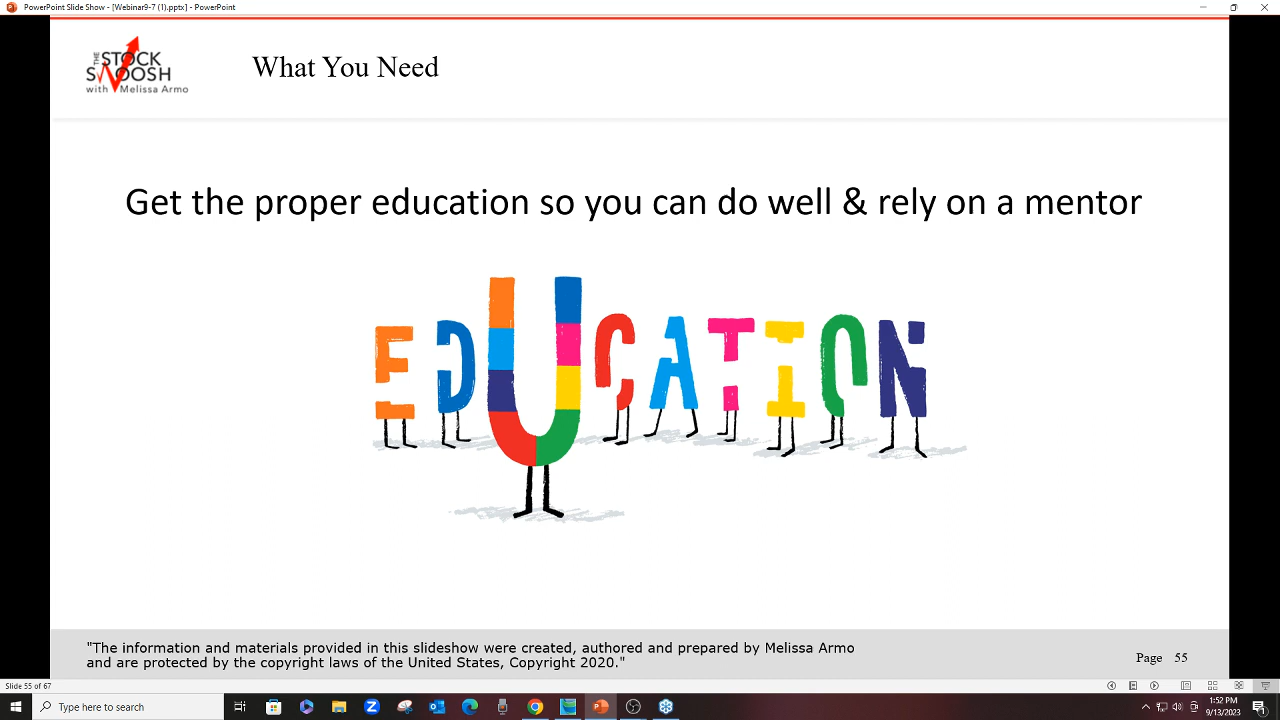 PowerPoint Slide Show - [Webinar9-7 (1).pptx] - PowerPoint
THE STOCK
SWOOSH
with Melissa Armo
What You Need
Get the proper education so you can do well & rely on a mentor
EDUCATION
"The information and materials provided in this slideshow were created, authored and prepared by Melissa Armo
and are protected by the copyright laws of the United States, Copyright 2020."
Page 55
Slide 55 of 67
Type here to search
1:52 PM
9/13/2023